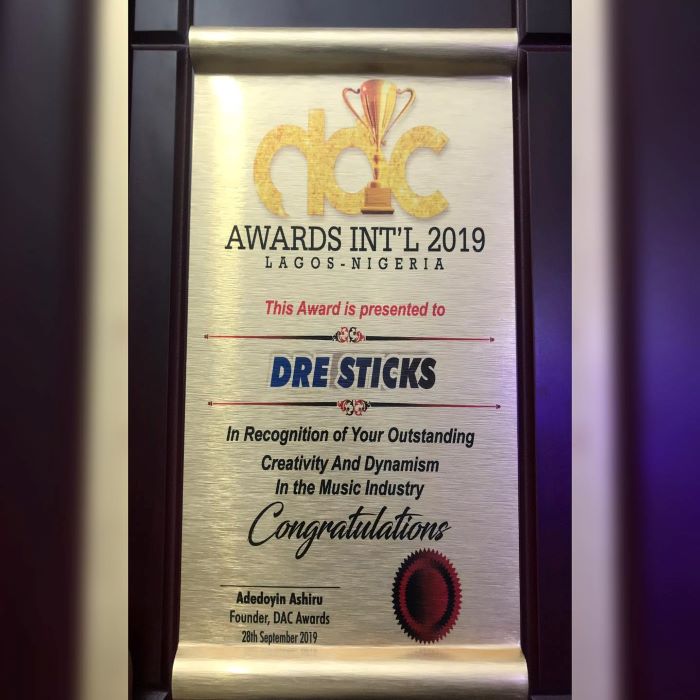 dac
AWARDS INT'L 2019
LAGOS-NIGERIA
This Award is presented to
DRE STICKS
In Recognition of Your Outstanding
Creativity And Dynamism
In the Music Industry
Congratulations
Adedoyin Ashiru
Founder, DAC Awards
28th September 2019